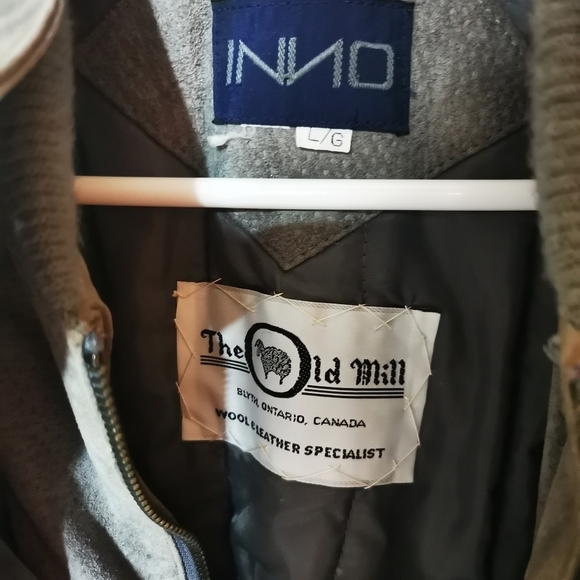 INNO
L/G
The Old Mill
BLYTH, ONTARIO, CANADA
WOOL & LEATHER SPECIALIST